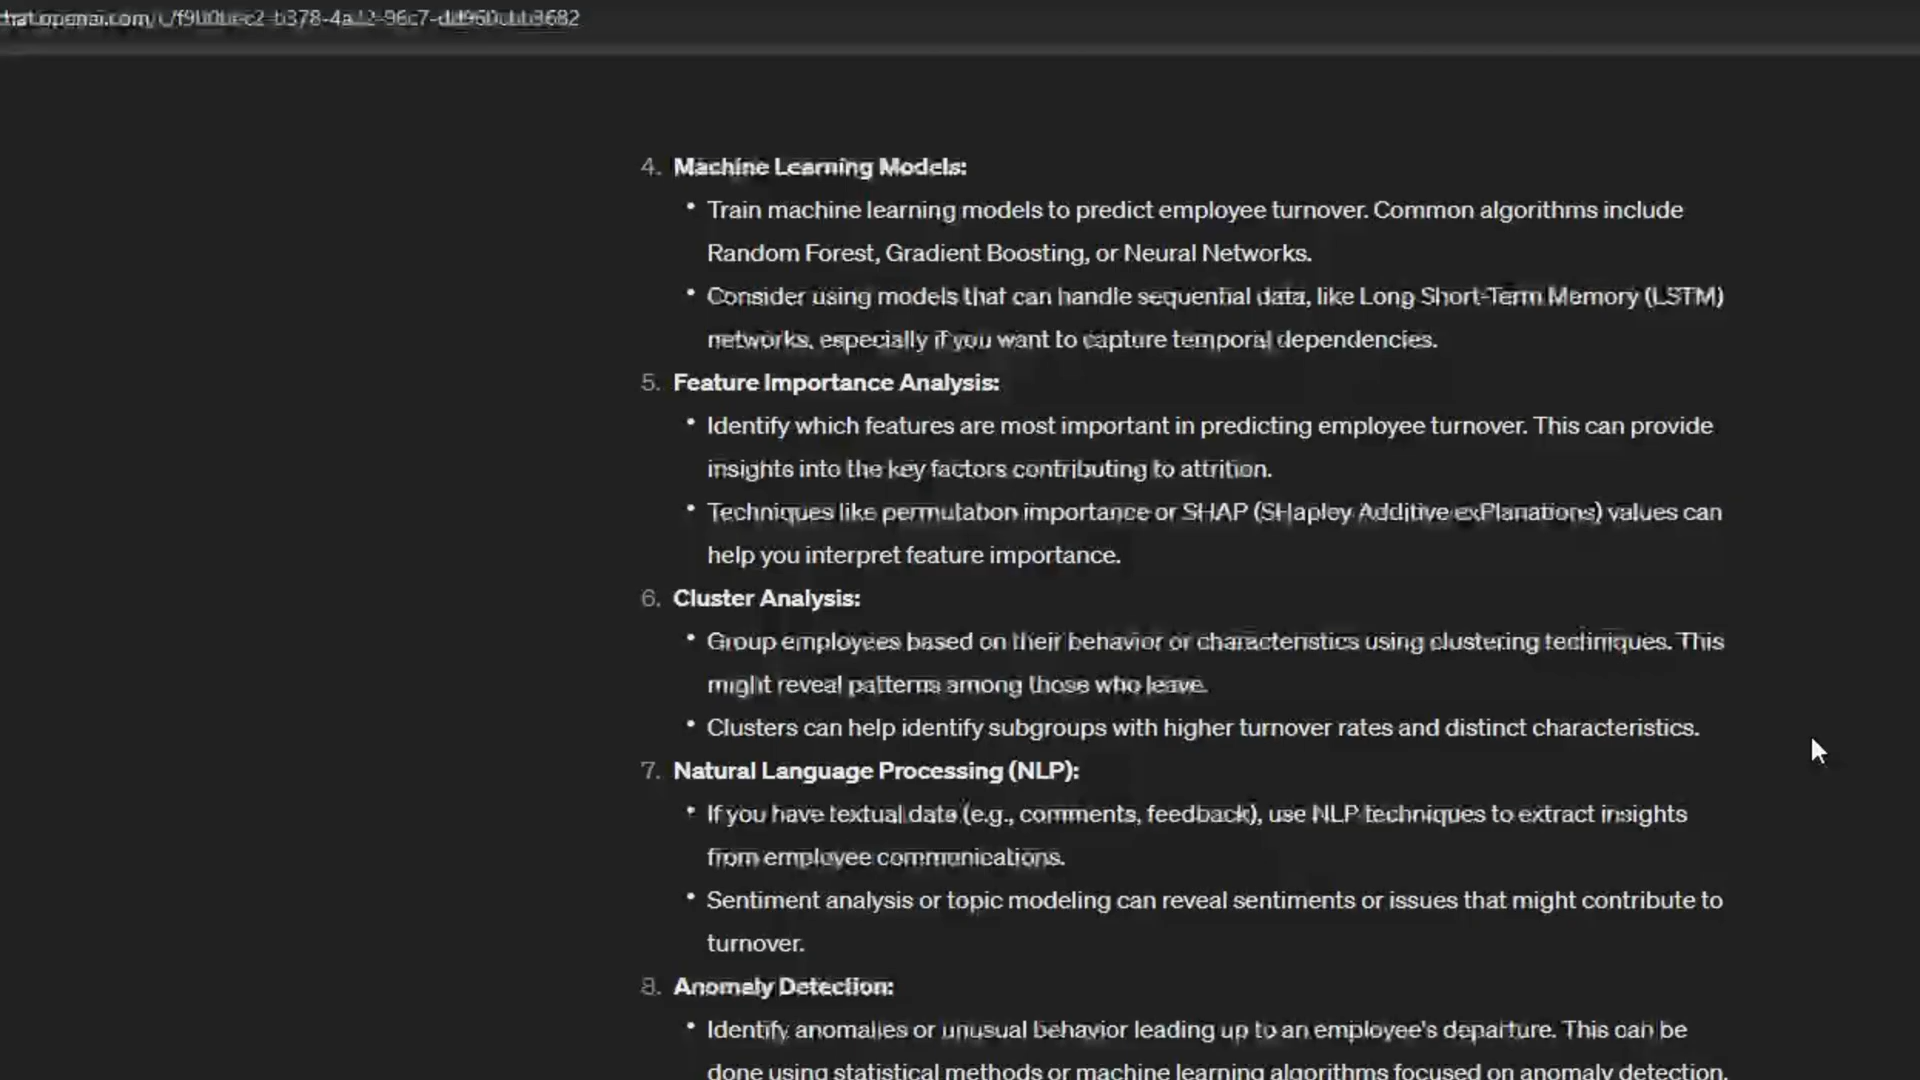 hat.openai.com/c/
4. Machine Learning Models:
• Train machine learning models to predict employee turnover. Common algorithms include
Random Forest, Gradient Boosting, or Neural Networks.
• Consider using models that can handle sequential data, like Long Short-Term Memory (LSTM)
networks, especially if you want to capture temporal dependencies.
5. Feature Importance Analysis:
• Identify which features are most important in predicting employee turnover. This can provide
insights into the key factors contributing to attrition.
• Techniques like permutation importance or SHAP (SHapley Additive exPlanations) values can
help you interpret feature importance.
6. Cluster Analysis:
• Group employees based on their behavior or characteristics using clustering techniques. This
might reveal patterns among those who leave.
• Clusters can help identify subgroups with higher turnover rates and distinct characteristics.
7. Natural Language Processing (NLP):
• If you have textual data (e.g., comments, feedback), use NLP techniques to extract insights
from employee communications.
• Sentiment analysis or topic modeling can reveal sentiments or issues that might contribute to
turnover.
8. Anomaly Detection:
• Identify anomalies or unusual behavior leading up to an employee's departure. This can be
done using statistical methods or machine learning algorithms focused on anomaly detection.